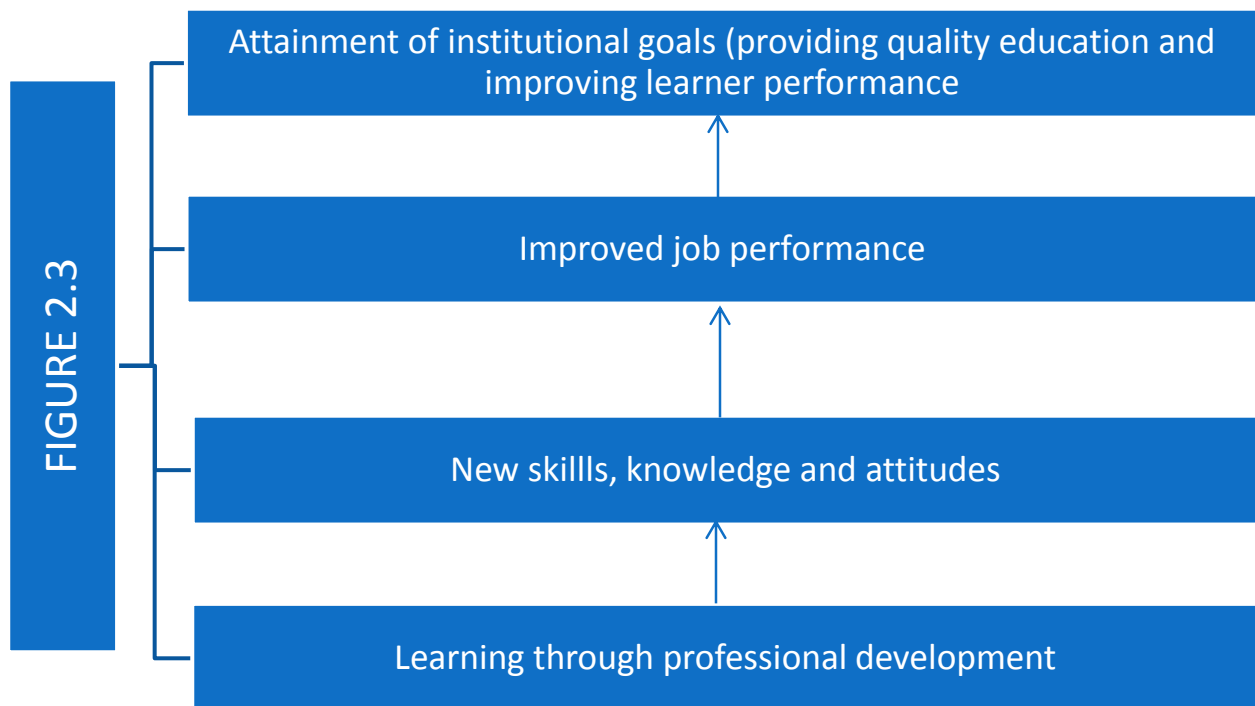 FIGURE 2.3
Attainment of institutional goals (providing quality education and
improving learner performance
Improved job performance
New skillls, knowledge and attitudes
Learning through professional development